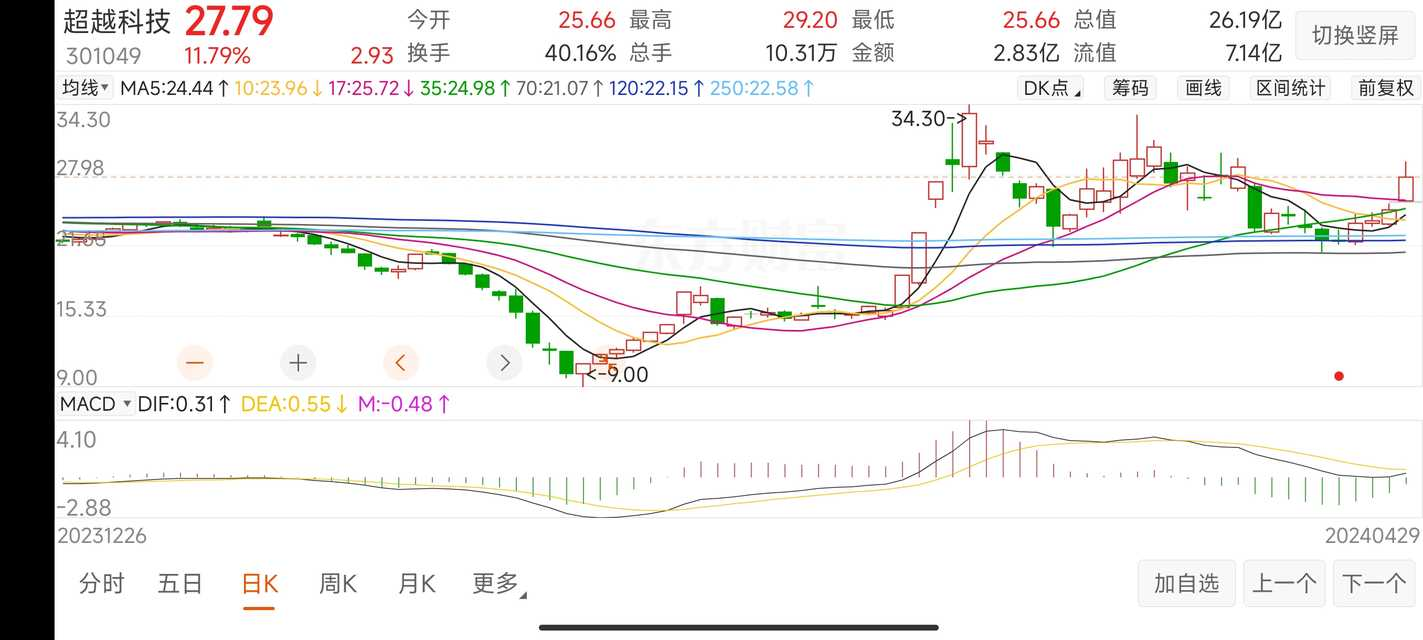 超越科技 27.79 今开 25.66 最高 29.20 最低 25.66 总值 26.19亿 切换竖屏
301049 11.79% 2.93 换手 40.16% 总手 10.31万 金额 2.83亿 流值 7.14亿
均线 MA5:24.44↑ 10:23.96↓ 17:25.72↓ 35:24.98↑ 70:21.07↑ 120:22.15↑ 250:22.58↑ DK点 筹码 画线 区间统计 前复权
34.30
34.30->
27.98
东方财富
21.66
15.33
9.00
<-9.00
MACD DIF:0.31↑ DEA:0.55↓ M:-0.48↑
4.10
-2.88
20231226 20240429
分时 五日 日K 周K 月K 更多 加自选 上一个 下一个